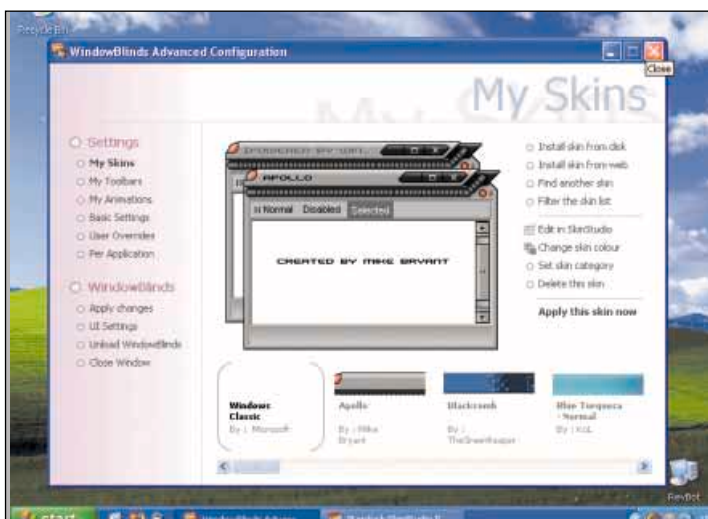 Recycle Bin
WindowBlinds Advanced Configuration
Close
My Skins
Settings
My Skins
My Toolbars
My Animations
Basic Settings
User Overrides
Per Application
WindowBlinds
Apply changes
UI Settings
Unload WindowBlinds
Close Window
APOLLO
Normal Disabled Selected
CREATED BY MIKE BRYANT
Install skin from disk
Install skin from web
Find another skin
Filter the skin list
Edit in SkinStudio
Change skin colour
Set skin category
Delete this skin
Apply this skin now
Windows
Classic
By : Microsoft
Apollo
By : Mike
Bryant
Blackcomb
By :
Blue Torqueca
- Normal
By : KoL
start